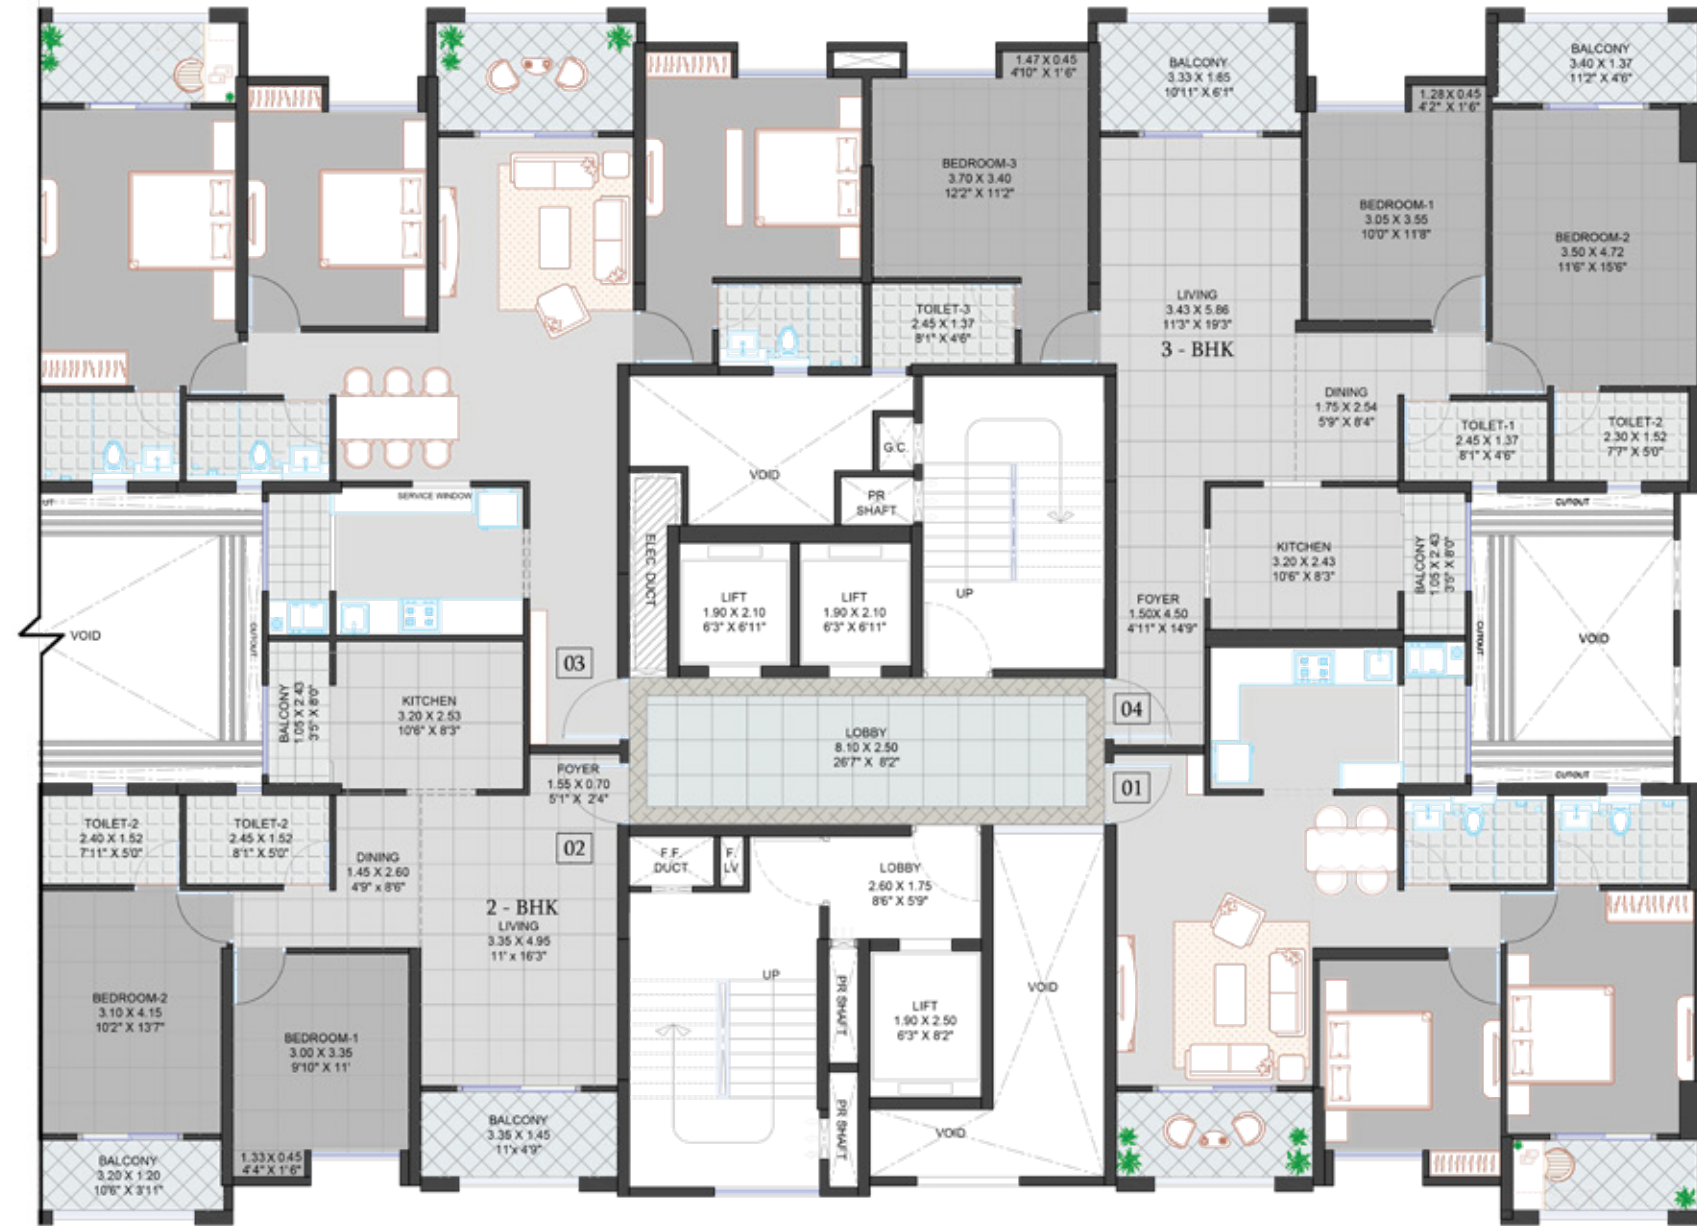 BALCONY
3.33 X 1.85
10'11" X 6'1"
BALCONY
3.40 X 1.37
11'2" X 4'6"
1.47 X 0.45
4'10" X 1'6"
1.28 X 0.45
4'2" X 1'6"
BEDROOM-3
3.70 X 3.40
12'2" X 11'2"
BEDROOM-1
3.05 X 3.55
10'0" X 11'8"
BEDROOM-2
3.50 X 4.72
11'6" X 15'6"
LIVING
3.43 X 5.86
11'3" X 19'3"
3 - BHK
TOILET-3
2.45 X 1.37
8'1" X 4'6"
DINING
1.75 X 2.54
5'9" X 8'4"
TOILET-1
2.45 X 1.37
8'1" X 4'6"
TOILET-2
2.30 X 1.52
7'7" X 5'0"
VOID
G.C.
PR
SHAFT
SERVICE WINDOW
UT
CUTOUT
ELEC. DUCT
LIFT
1.90 X 2.10
6'3" X 6'11"
LIFT
1.90 X 2.10
6'3" X 6'11"
UP
KITCHEN
3.20 X 2.43
10'6" X 8'3"
BALCONY
1.05 X 2.43
3'5" X 8'0"
FOYER
1.50X 4.50
4'11" X 14'9"
VOID
CUTOUT
CUTOUT
VOID
03
04
KITCHEN
3.20 X 2.53
10'6" X 8'3"
BALCONY
1.05 X 2.43
3'5" X 8'0"
LOBBY
8.10 X 2.50
26'7" X 8'2"
FOYER
1.55 X 0.70
5'1" X 2'4"
01
CUTOUT
TOILET-2
2.40 X 1.52
7'11" X 5'0"
TOILET-2
2.45 X 1.52
8'1" X 5'0"
DINING
1.45 X 2.60
4'9" x 8'6"
02
F.F.
DUCT
F.
LV
LOBBY
2.60 X 1.75
8'6" X 5'9"
2 - BHK
LIVING
3.35 X 4.95
11' x 16'3"
UP
PR SHAFT
LIFT
1.90 X 2.50
6'3" X 8'2"
VOID
BEDROOM-2
3.10 X 4.15
10'2" X 13'7"
BEDROOM-1
3.00 X 3.35
9'10" X 11'
BALCONY
3.35 X 1.45
11'x 4'9"
PR SHAFT
VOID
BALCONY
3.20 X 1.20
10'6" X 3'11"
1.33 X 0.45
4'4" X 1'6"